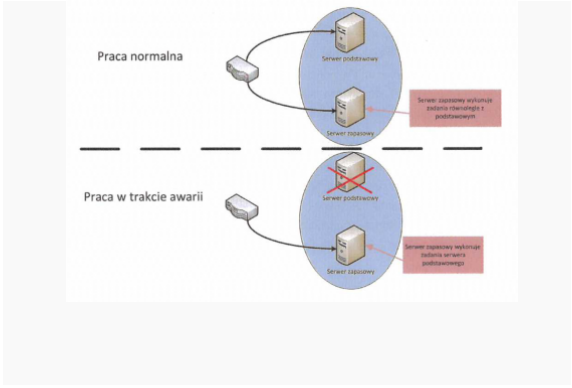 Praca normalna
Serwer podstawowy
Serwer zapasowy wykonuje
zadania równolegle z
podstawowym
Serwer zapasowy
Praca w trakcie awarii
Serwer podstawowy
Serwer zapasowy wykonuje
zadania serwera
podstawowego
Serwer zapasowy